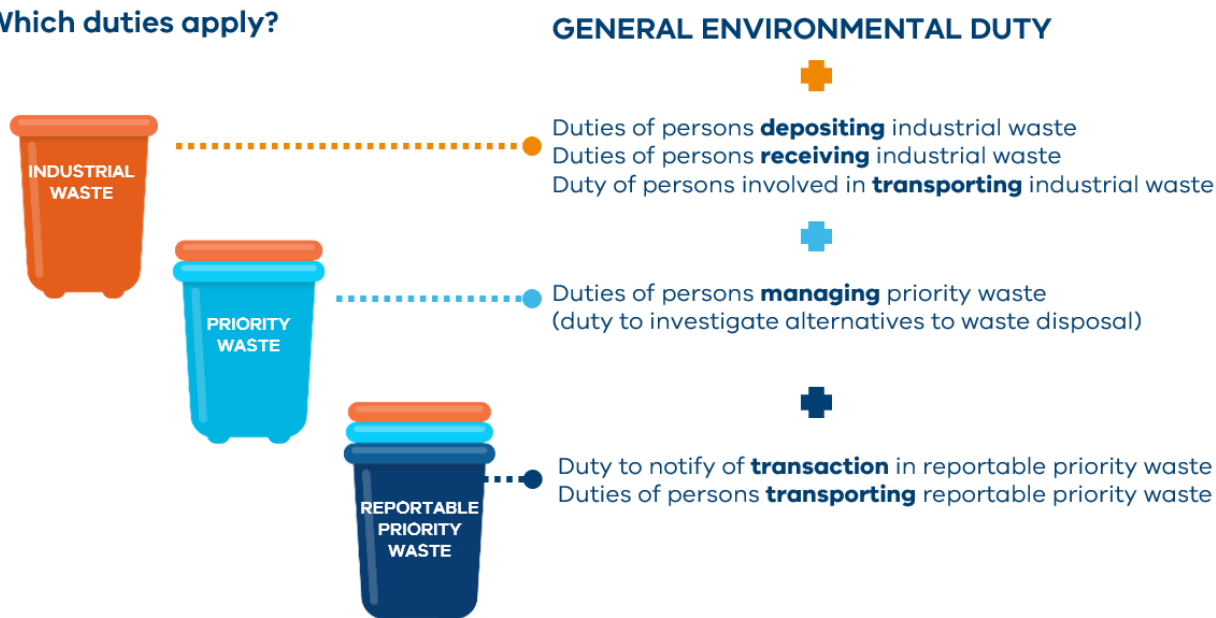 Which duties apply?
GENERAL ENVIRONMENTAL DUTY
INDUSTRIAL
WASTE
Duties of persons depositing industrial waste
Duties of persons receiving industrial waste
Duty of persons involved in transporting industrial waste
PRIORITY
WASTE
Duties of persons managing priority waste
(duty to investigate alternatives to waste disposal)
REPORTABLE
PRIORITY
WASTE
Duty to notify of transaction in reportable priority waste
Duties of persons transporting reportable priority waste